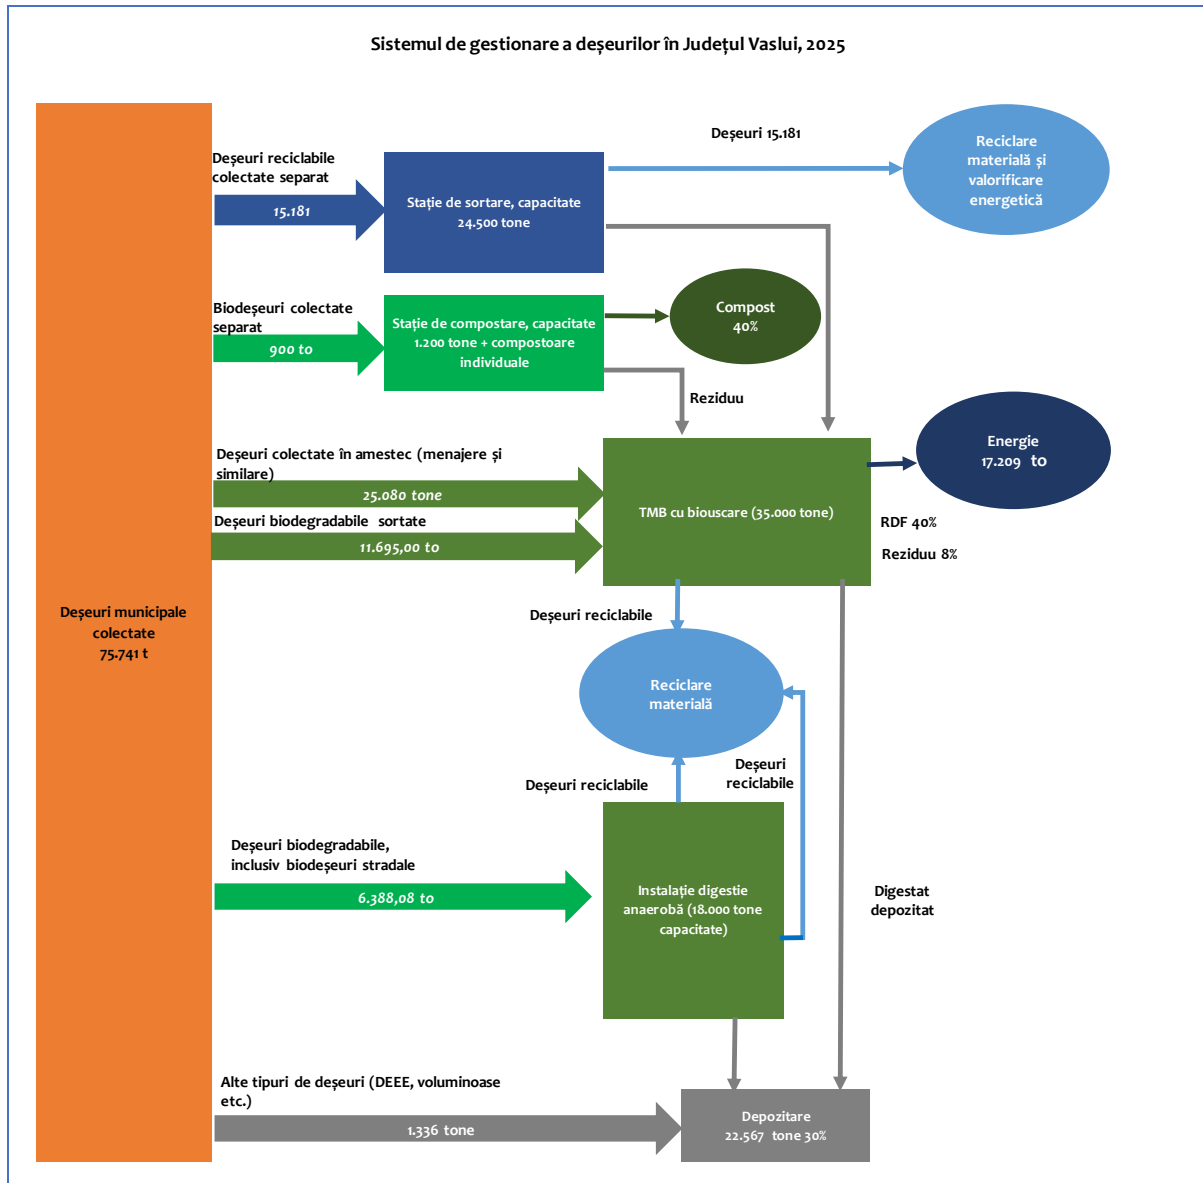 Sistemul de gestionare a deșeurilor în Județul Vaslui, 2025
Deșeuri 15.181
Reciclare
materială și
valorificare
energetică
Deșeuri reciclabile
colectate separat
15.181
Stație de sortare, capacitate
24.500 tone
Biodeșeuri colectate
separat
900 to
Stație de compostare, capacitate
1.200 tone + compostoare
individuale
Compost
40%
Reziduu
Energie
17.209 to
Deșeuri colectate în amestec (menajere și
similare)
25.080 tone
Deșeuri biodegradabile sortate
11.695,00 to
TMB cu biouscare (35.000 tone)
RDF 40%
Reziduu 8%
Deșeuri municipale
colectate
75.741 t
Deșeuri reciclabile
Reciclare
materială
Deșeuri reciclabile
Deșeuri
reciclabile
Deșeuri biodegradabile,
inclusiv biodeșeuri stradale
6.388,08 to
Instalație digestie
anaerobă (18.000 tone
capacitate)
Digestat
depozitat
Alte tipuri de deșeuri (DEEE, voluminoase
etc.)
1.336 tone
Depozitare
22.567 tone 30%